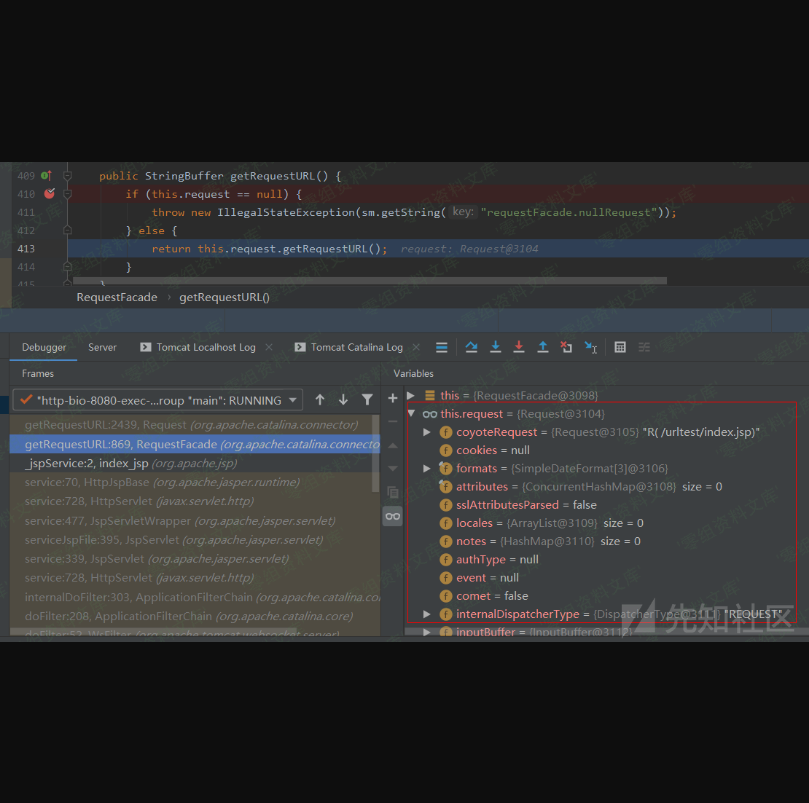 409 public StringBuffer getRequestURL() {
410 if (this.request == null) {
411 throw new IllegalStateException(sm.getString( key: "requestFacade.nullRequest"));
412 } else {
413 return this.request.getRequestURL(); request: Request@3104
414 }
415 }
RequestFacade › getRequestURL()
Debugger Server Tomcat Localhost Log Tomcat Catalina Log
Frames Variables
"http-bio-8080-exec-...roup "main": RUNNING
getRequestURL:2439, Request (org.apache.catalina.connector)
getRequestURL:869, RequestFacade (org.apache.catalina.connecto
_jspService:2, index_jsp (org.apache.jsp)
service:70, HttpJspBase (org.apache.jasper.runtime)
service:728, HttpServlet (javax.servlet.http)
service:477, JspServletWrapper (org.apache.jasper.servlet)
serviceJspFile:395, JspServlet (org.apache.jasper.servlet)
service:339, JspServlet (org.apache.jasper.servlet)
service:728, HttpServlet (javax.servlet.http)
internalDoFilter:303, ApplicationFilterChain (org.apache.catalina.co
doFilter:208, ApplicationFilterChain (org.apache.catalina.core)
doFilter:52, WsFilter (org.apache.tomcat.websocket.server)
this = {RequestFacade@3098}
this.request = {Request@3104}
coyoteRequest = {Request@3105} "R( /urltest/index.jsp)"
cookies = null
formats = {SimpleDateFormat[3]@3106}
attributes = {ConcurrentHashMap@3108} size = 0
sslAttributesParsed = false
locales = {ArrayList@3109} size = 0
notes = {HashMap@3110} size = 0
authType = null
event = null
comet = false
internalDispatcherType = {DispatcherType@3111} "REQUEST"
inputBuffer = {InputBuffer@3112}
先知社区
零组资料文库